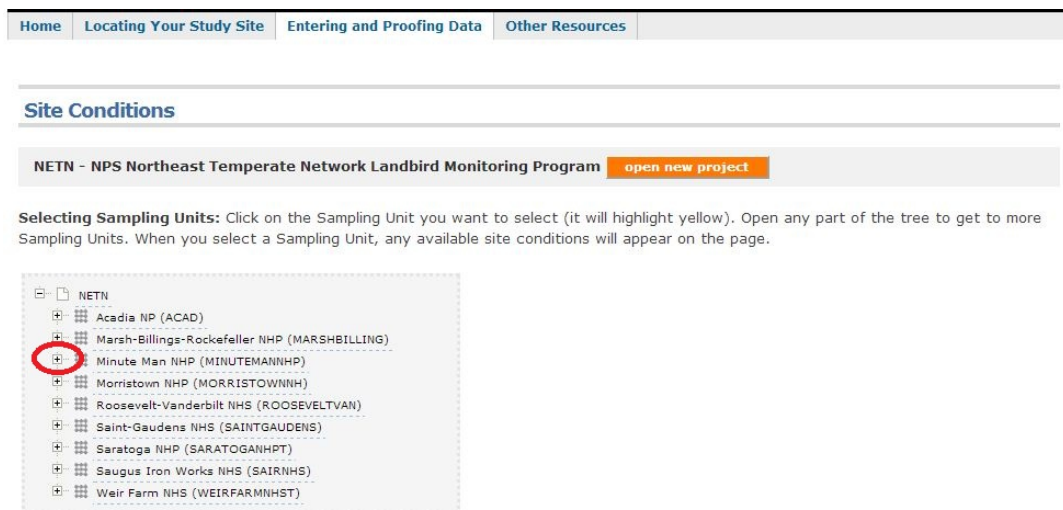 Home Locating Your Study Site Entering and Proofing Data Other Resources
Site Conditions
NETN - NPS Northeast Temperate Network Landbird Monitoring Program open new project
Selecting Sampling Units: Click on the Sampling Unit you want to select (it will highlight yellow). Open any part of the tree to get to more
Sampling Units. When you select a Sampling Unit, any available site conditions will appear on the page.
NETN
Acadia NP (ACAD)
Marsh-Billings-Rockefeller NHP (MARSHBILLING)
Minute Man NHP (MINUTEMANNHP)
Morristown NHP (MORRISTOWNNH)
Roosevelt-Vanderbilt NHS (ROOSEVELTVAN)
Saint-Gaudens NHS (SAINTGAUDENS)
Saratoga NHP (SARATOGANHPT)
Saugus Iron Works NHS (SAIRNHS)
Weir Farm NHS (WEIRFARMNHST)